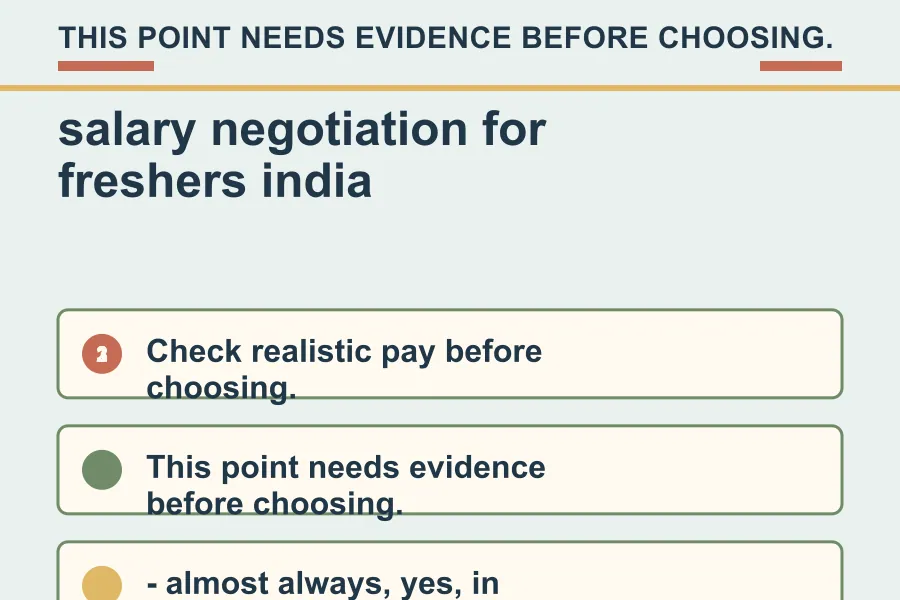 THIS POINT NEEDS EVIDENCE BEFORE CHOOSING.
salary negotiation for
freshers india
Check realistic pay before
choosing.
This point needs evidence
before choosing.
- almost always, yes, in